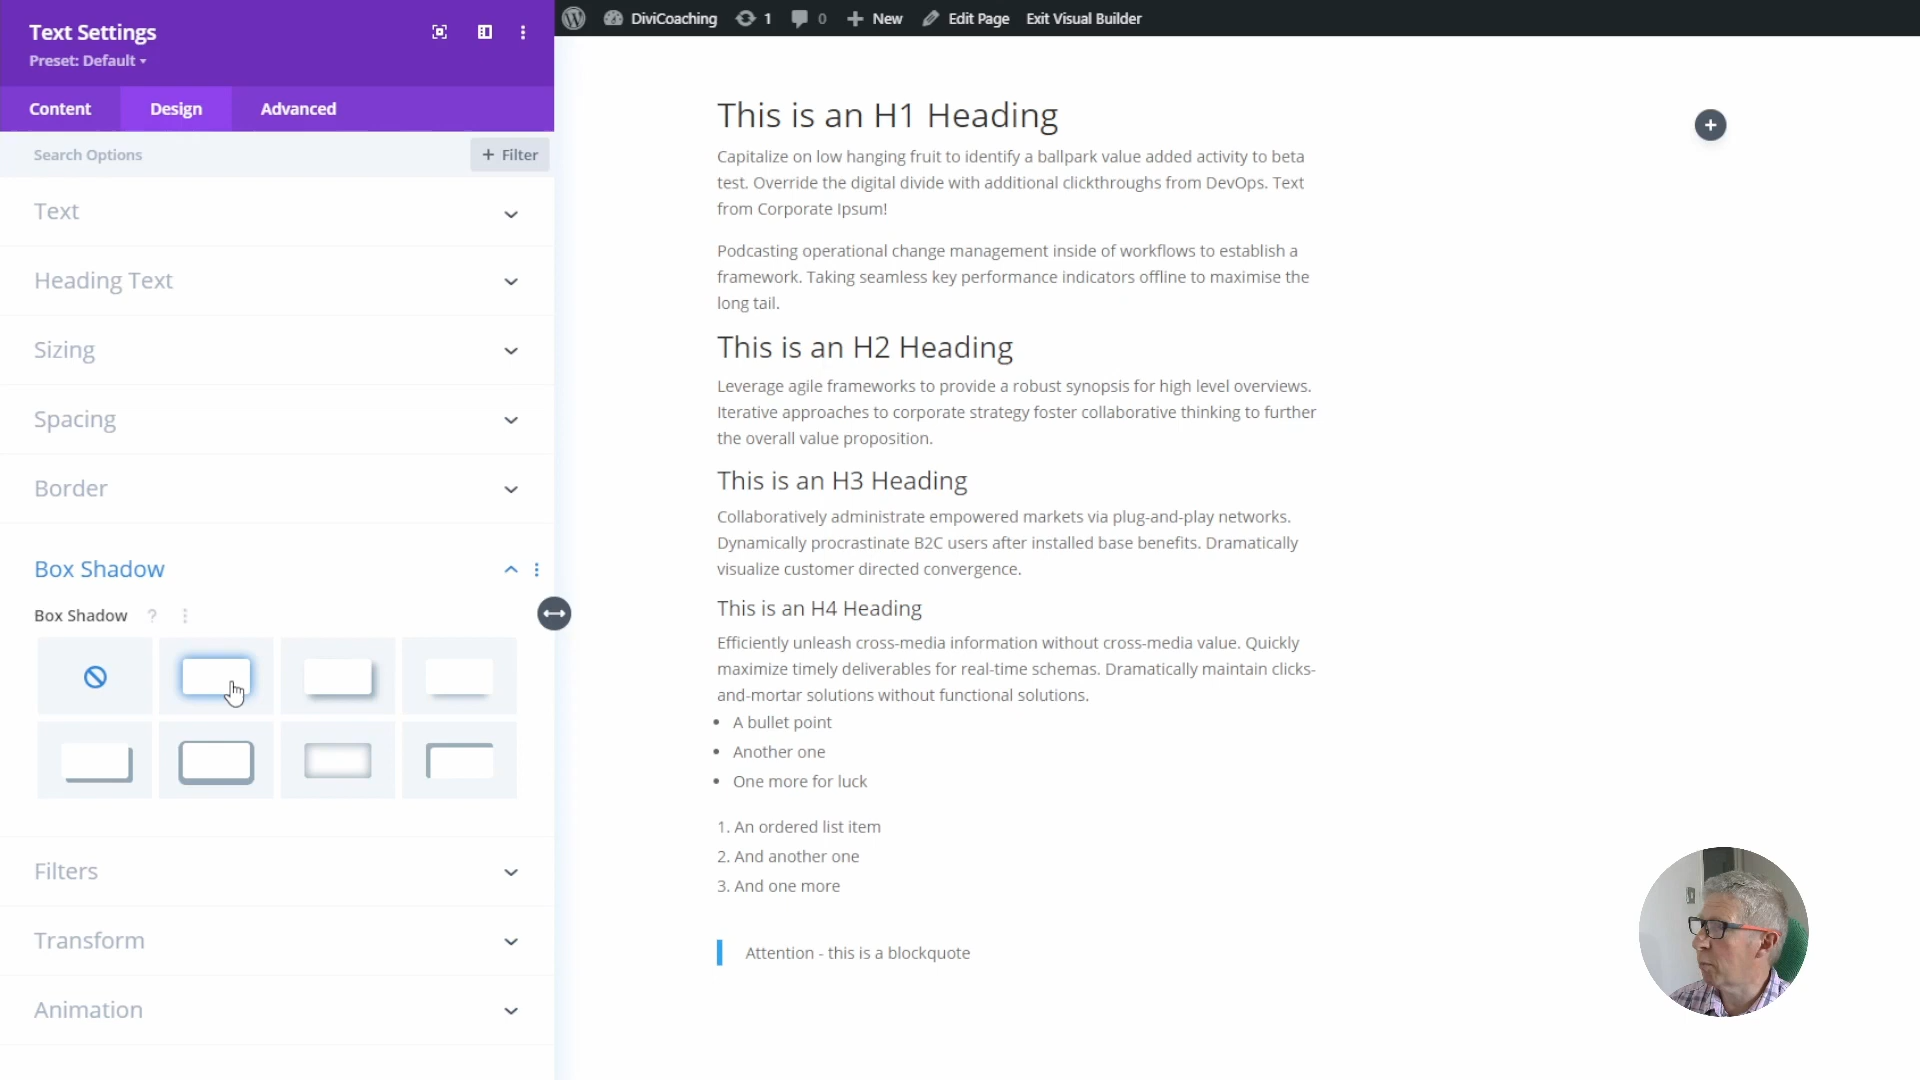 Text Settings
Preset: Default
Content
Design
Advanced
Search Options
+ Filter
Text
Heading Text
Sizing
Spacing
Border
Box Shadow
Box Shadow ?
Filters
Transform
Animation
DiviCoaching
1
0
New
Edit Page
Exit Visual Builder
This is an H1 Heading
Capitalize on low hanging fruit to identify a ballpark value added activity to beta
test. Override the digital divide with additional clickthroughs from DevOps. Text
from Corporate Ipsum!
Podcasting operational change management inside of workflows to establish a
framework. Taking seamless key performance indicators offline to maximise the
long tail.
This is an H2 Heading
Leverage agile frameworks to provide a robust synopsis for high level overviews.
Iterative approaches to corporate strategy foster collaborative thinking to further
the overall value proposition.
This is an H3 Heading
Collaboratively administrate empowered markets via plug-and-play networks.
Dynamically procrastinate B2C users after installed base benefits. Dramatically
visualize customer directed convergence.
This is an H4 Heading
Efficiently unleash cross-media information without cross-media value. Quickly
maximize timely deliverables for real-time schemas. Dramatically maintain clicks-
and-mortar solutions without functional solutions.
• A bullet point
• Another one
• One more for luck
1. An ordered list item
2. And another one
3. And one more
Attention - this is a blockquote